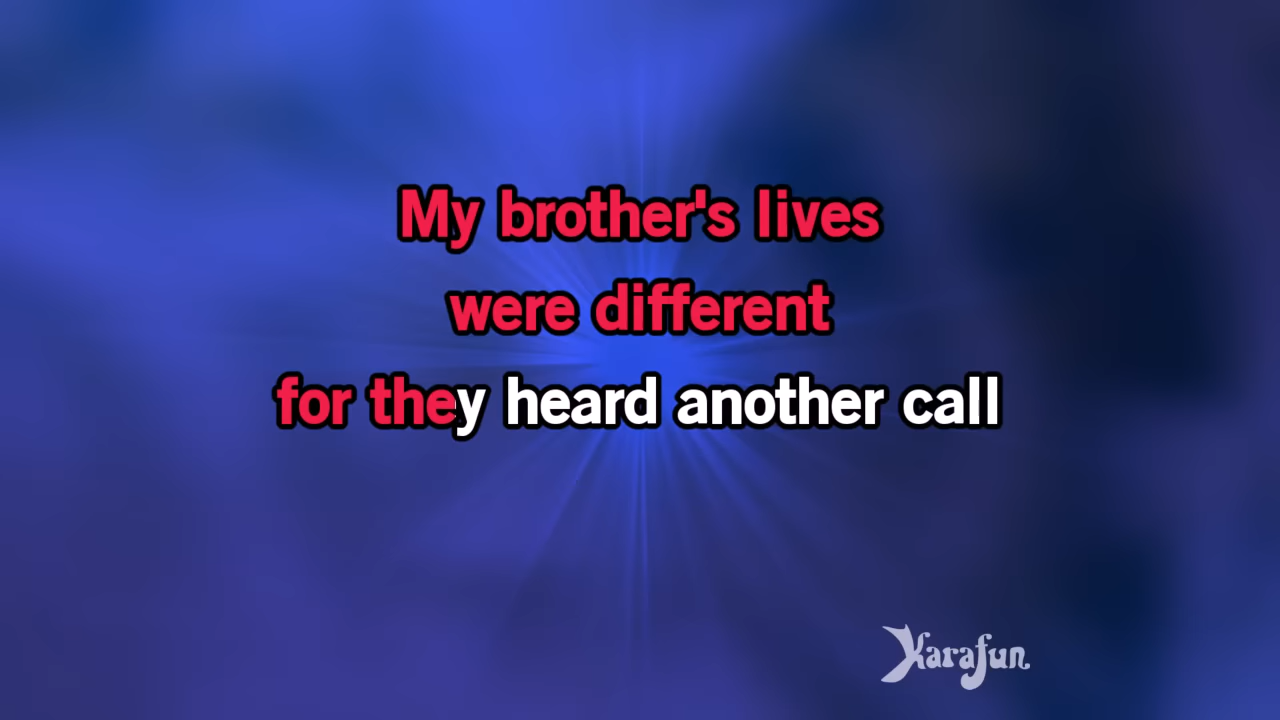 My brother's lives
were different
for they heard another call
Karafun